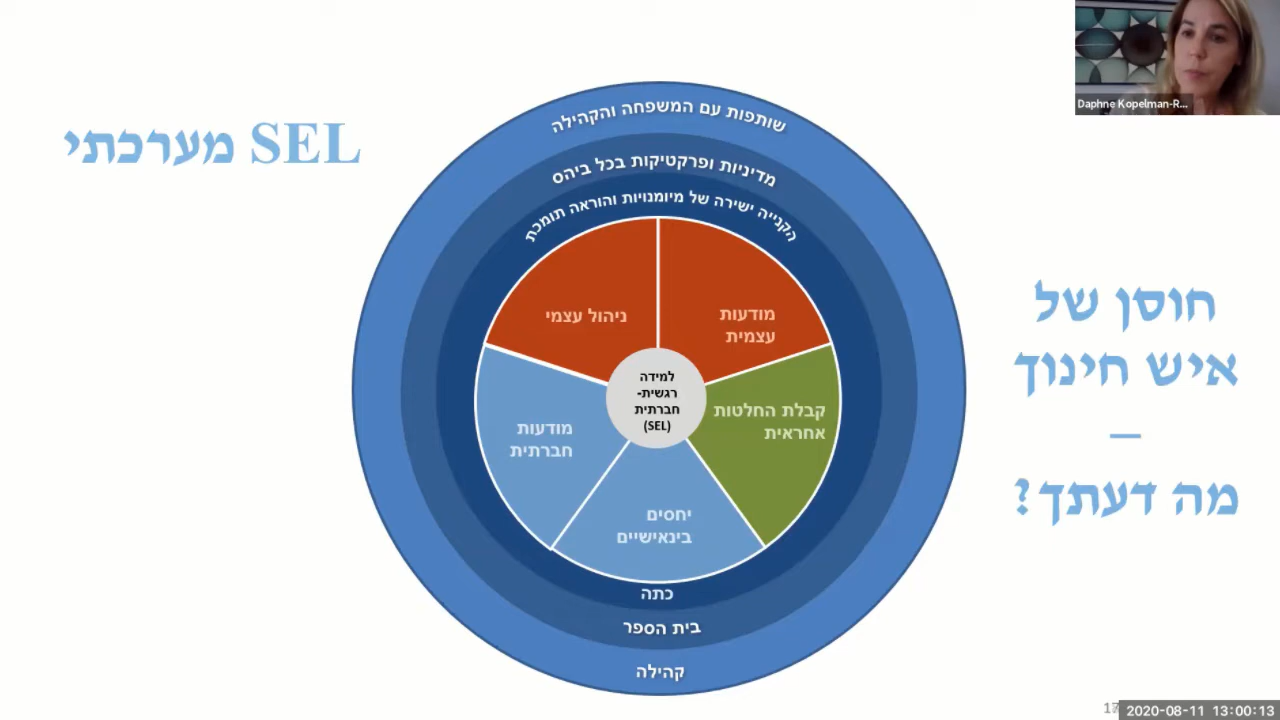 SEL מערכתי
חוסן של
איש חינוך
–
מה דעתך?
שותפות עם המשפחה והקהילה
מדיניות ופרקטיקות בכל ביהס
הקנייה ישירה של מיומנויות והוראה תומכת
ניהול עצמי
מודעות
עצמית
למידה
רגשית-
חברתית
(SEL)
קבלת החלטות
אחראית
מודעות
חברתית
יחסים
בינאישיים
כתה
בית הספר
קהילה
Daphne Kopelman-R...
2020-08-11 13:00:13